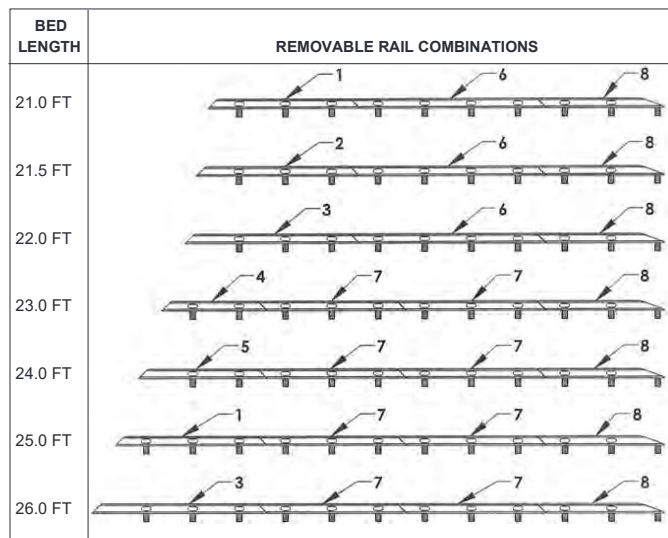 BED
LENGTH
REMOVABLE RAIL COMBINATIONS
21.0 FT
1 6 8
21.5 FT
2 6 8
22.0 FT
3 6 8
23.0 FT
4 7 7 8
24.0 FT
5 7 7 8
25.0 FT
1 7 7 8
26.0 FT
3 7 7 8